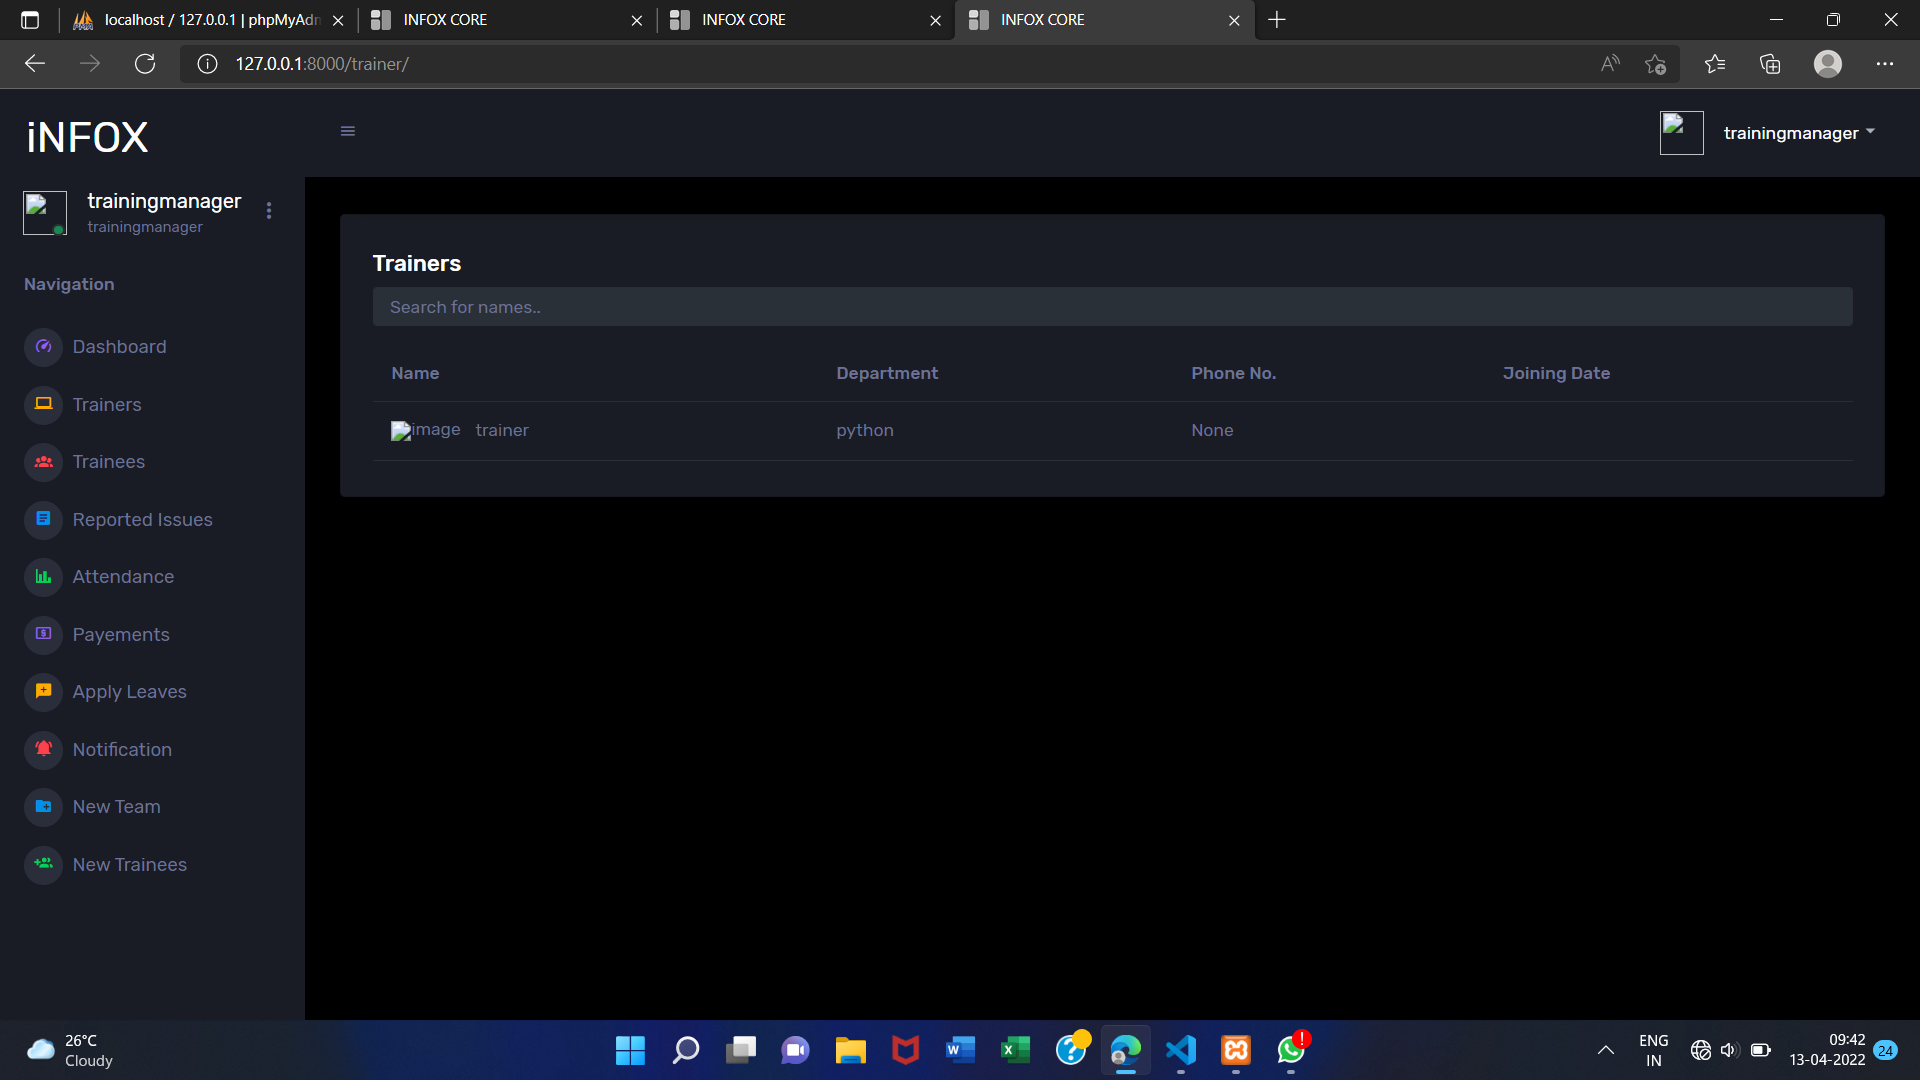 localhost / 127.0.0.1 | phpMyAdm
INFOX CORE
INFOX CORE
INFOX CORE
127.0.0.1:8000/trainer/
iNFOX
trainingmanager
trainingmanager
trainingmanager
Navigation
Dashboard
Trainers
Trainees
Reported Issues
Attendance
Payements
Apply Leaves
Notification
New Team
New Trainees
Trainers
Search for names..
Name Department Phone No. Joining Date
image trainer python None
26°C
Cloudy
ENG
IN
09:42
13-04-2022
24